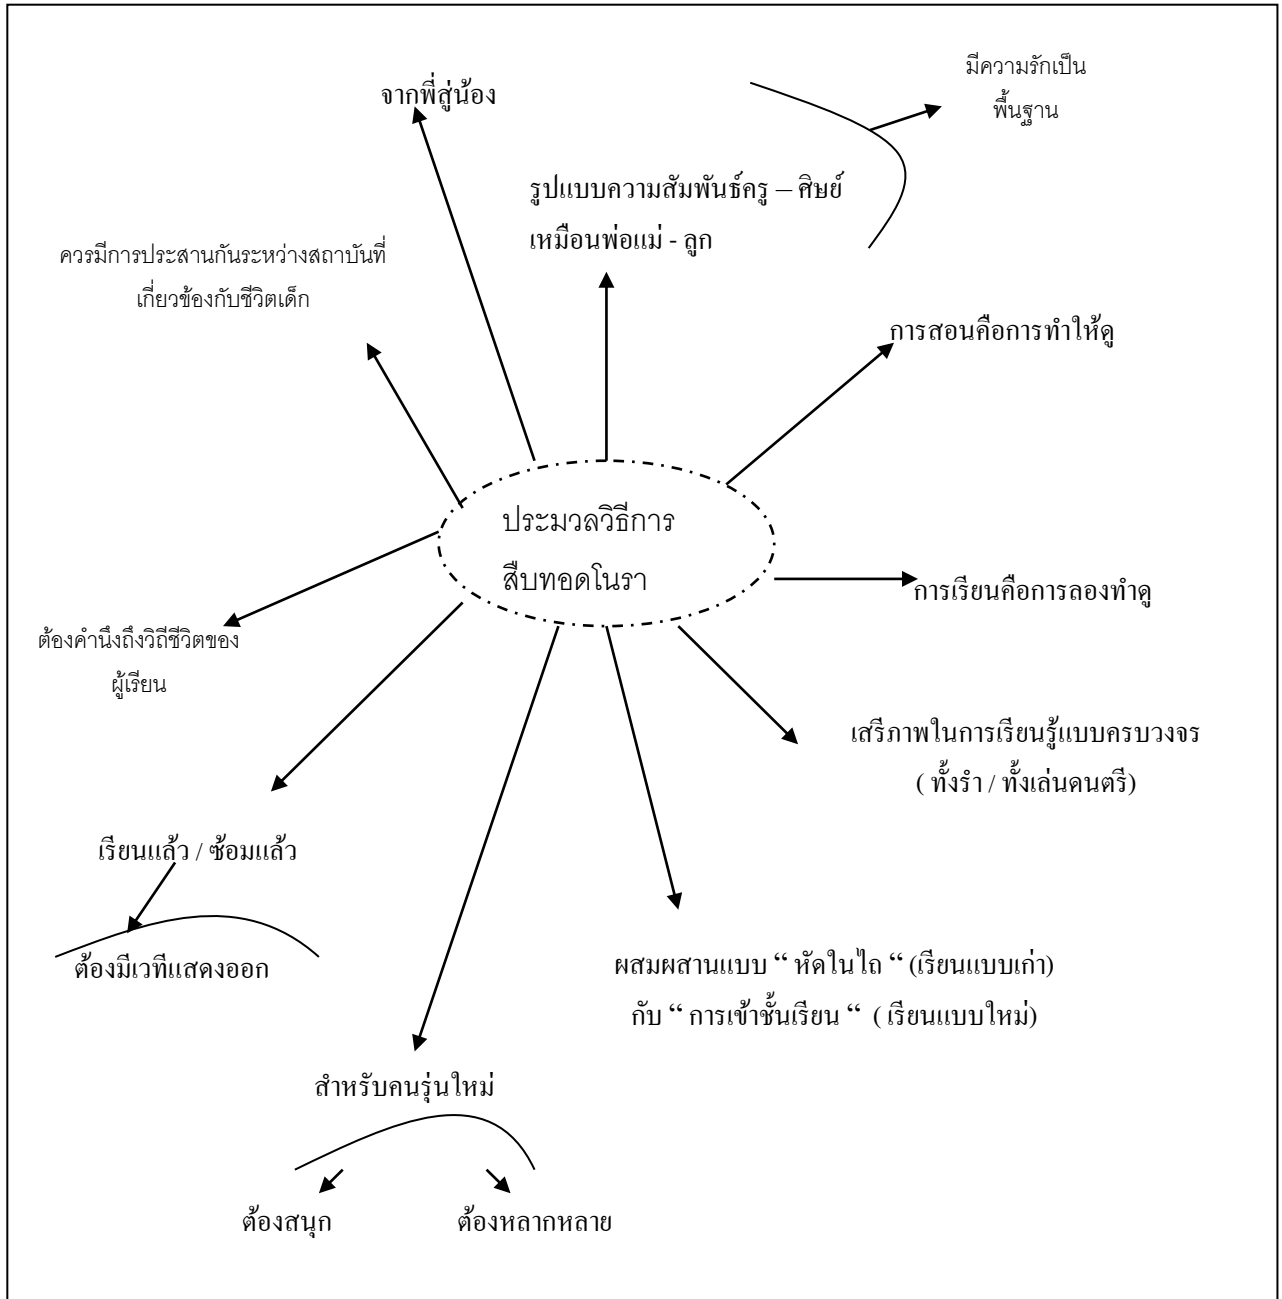 มีความรักเป็น
พื้นฐาน
จากพี่สู่น้อง
รูปแบบความสัมพันธ์ครู – ศิษย์
เหมือนพ่อแม่ - ลูก
ควรมีการประสานกันระหว่างสถาบันที่
เกี่ยวข้องกับชีวิตเด็ก
การสอนคือการทำให้ดู
ประมวลวิธีการ
สืบทอดโนรา
การเรียนคือการลองทำดู
ต้องคำนึงถึงวิถีชีวิตของ
ผู้เรียน
เสรีภาพในการเรียนรู้แบบครบวงจร
( ทั้งรำ / ทั้งเล่นดนตรี)
เรียนแล้ว / ซ้อมแล้ว
ต้องมีเวทีแสดงออก
ผสมผสานแบบ “ หัดในไถ “ (เรียนแบบเก่า)
กับ “ การเข้าชั้นเรียน “ ( เรียนแบบใหม่)
สำหรับคนรุ่นใหม่
ต้องสนุก
ต้องหลากหลาย